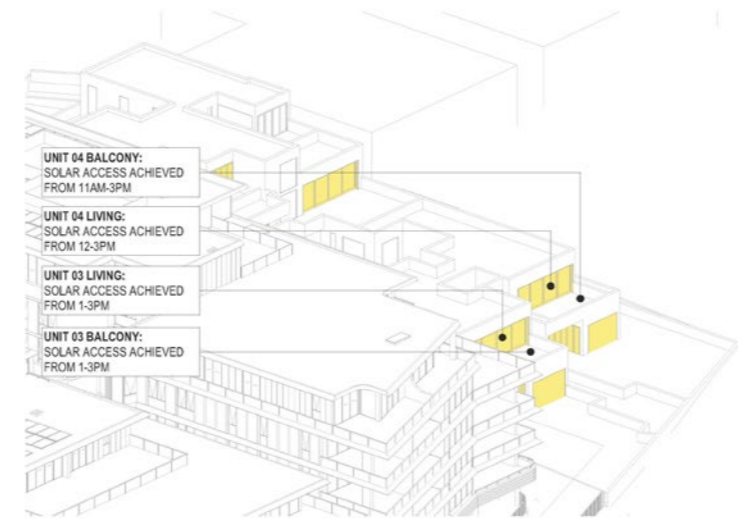 UNIT 04 BALCONY:
SOLAR ACCESS ACHIEVED
FROM 11AM-3PM
UNIT 04 LIVING:
SOLAR ACCESS ACHIEVED
FROM 12-3PM
UNIT 03 LIVING:
SOLAR ACCESS ACHIEVED
FROM 1-3PM
UNIT 03 BALCONY:
SOLAR ACCESS ACHIEVED
FROM 1-3PM